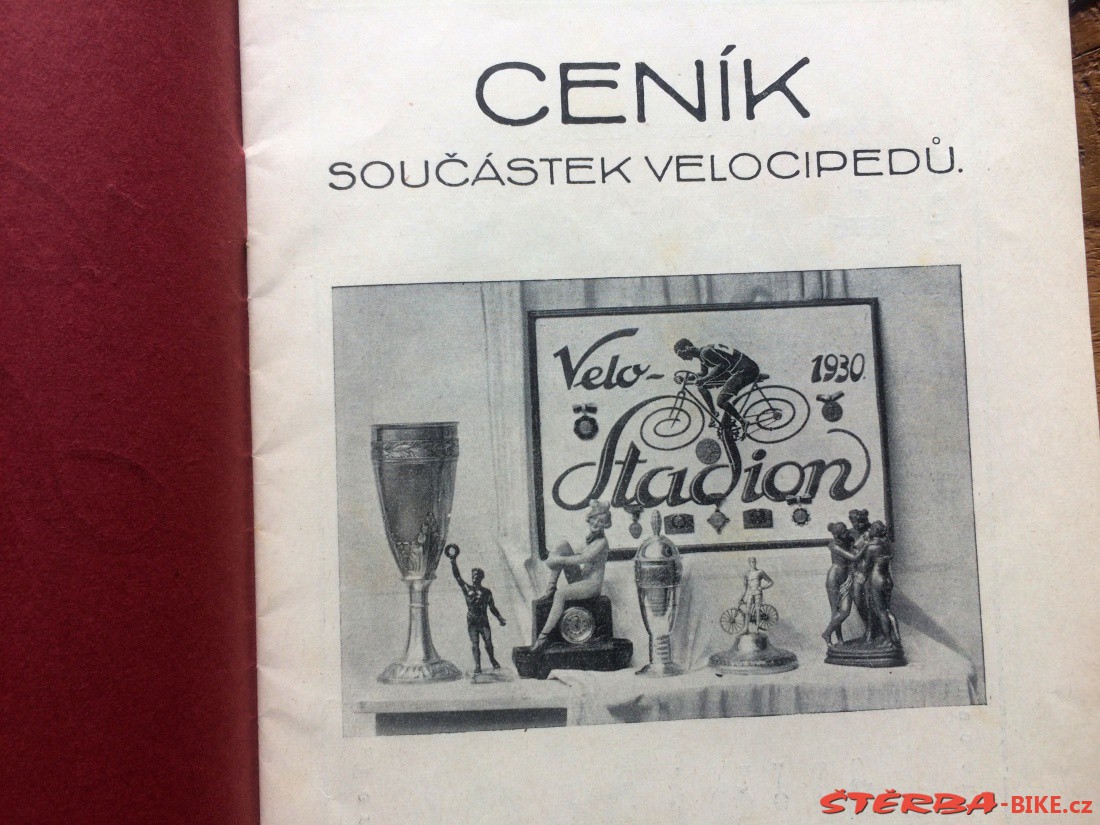 CENÍK
SOUČÁSTEK VELOCIPEDŮ.
Velo- 1930.
Stadion
ŠTĚRBA-BIKE.cz